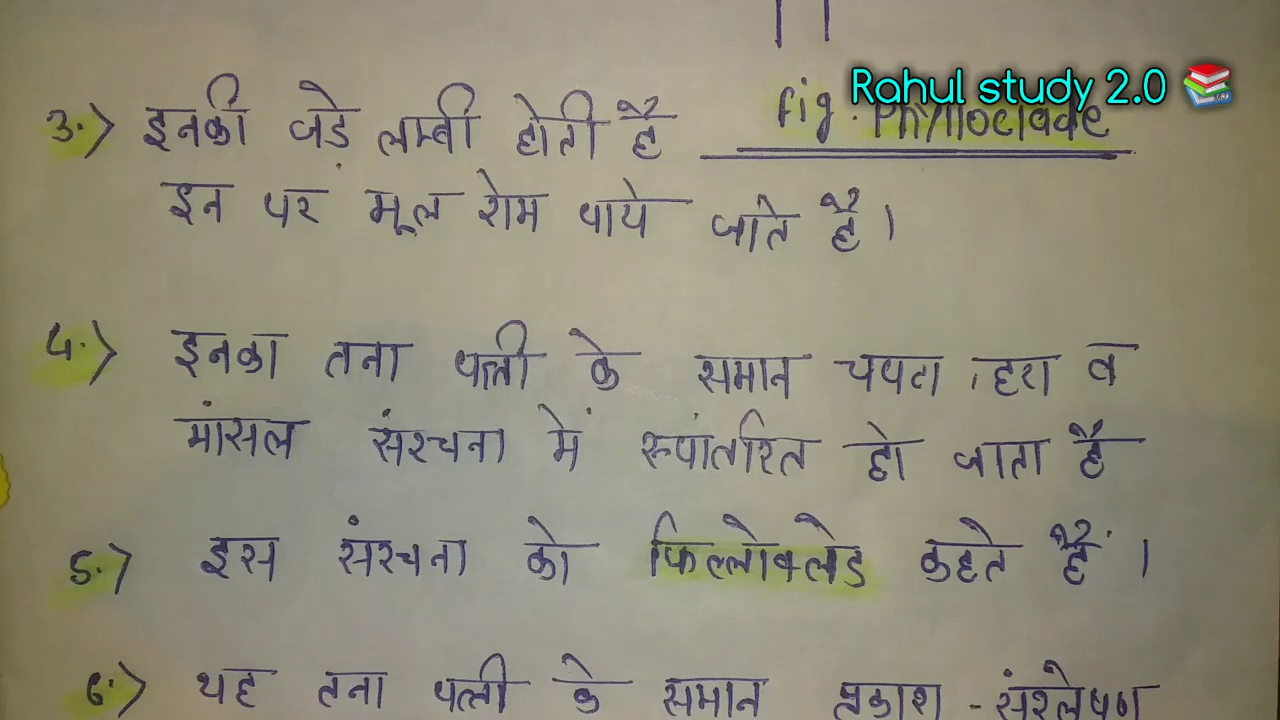 Rahul study 2.0
fig. Phylloclade
3.) इनकी जड़े लम्बी होती है
इन पर मूल रोम पाये जाते है।
4.) इनका तना पत्ती के समान चपटा, हरा व
मांसल संरचना में रूपांतरित हो जाता है
5.) इस संरचना को फिल्लोक्लेड कहते हैं।
6.) यह तना पत्ती के समान प्रकाश - संश्लेषण